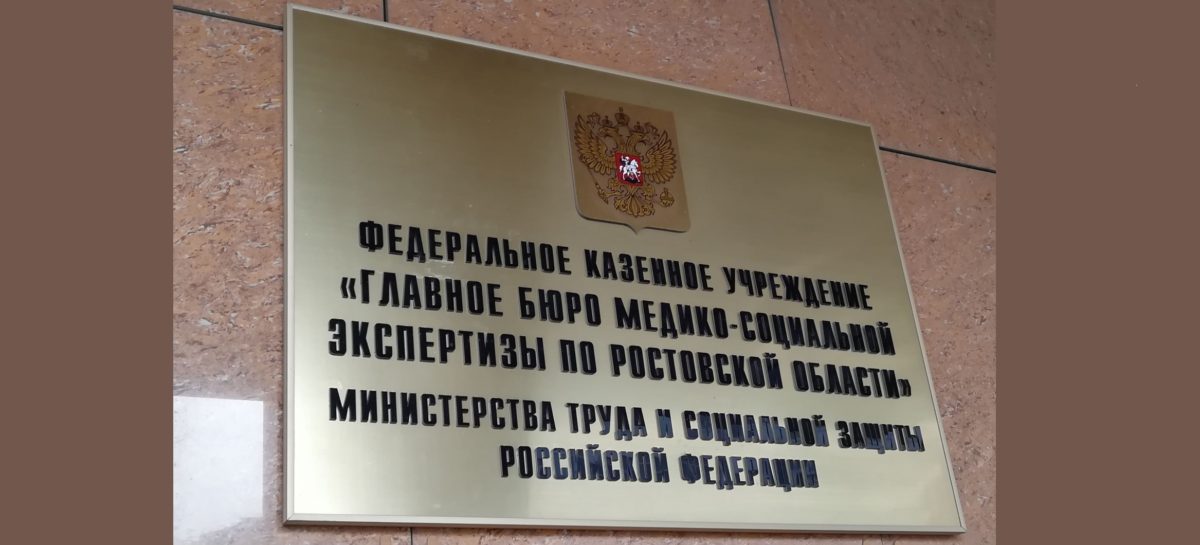 ФЕДЕРАЛЬНОЕ КАЗЕННОЕ УЧРЕЖДЕНИЕ
«ГЛАВНОЕ БЮРО МЕДИКО-СОЦИАЛЬНОЙ
ЭКСПЕРТИЗЫ ПО РОСТОВСКОЙ ОБЛАСТИ»
МИНИСТЕРСТВА ТРУДА И СОЦИАЛЬНОЙ ЗАЩИТЫ
РОССИЙСКОЙ ФЕДЕРАЦИИ